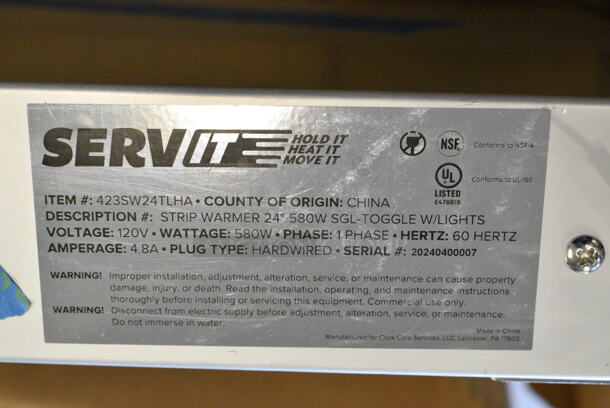 SERVIT HOLD IT
HEAT IT
MOVE IT
NSF Conforms to NSF-4
UL
LISTED
E478819
Conforms to UL-197
ITEM #: 423SW24TLHA • COUNTY OF ORIGIN: CHINA
DESCRIPTION #: STRIP WARMER 24" 580W SGL-TOGGLE W/LIGHTS
VOLTAGE: 120V • WATTAGE: 580W • PHASE: 1 PHASE • HERTZ: 60 HERTZ
AMPERAGE: 4.8A • PLUG TYPE: HARDWIRED • SERIAL #: 20240400007
WARNING! Improper installation, adjustment, alteration, service, or maintenance can cause property
damage, injury, or death. Read the installation, operating, and maintenance instructions
thoroughly before installing or servicing this equipment. Commercial use only.
WARNING! Disconnect from electric supply before adjustment, alteration, service, or maintenance.
Do not immerse in water.
Made in China
Manufactured for Clark Core Services, LLC, Lancaster, PA 17602